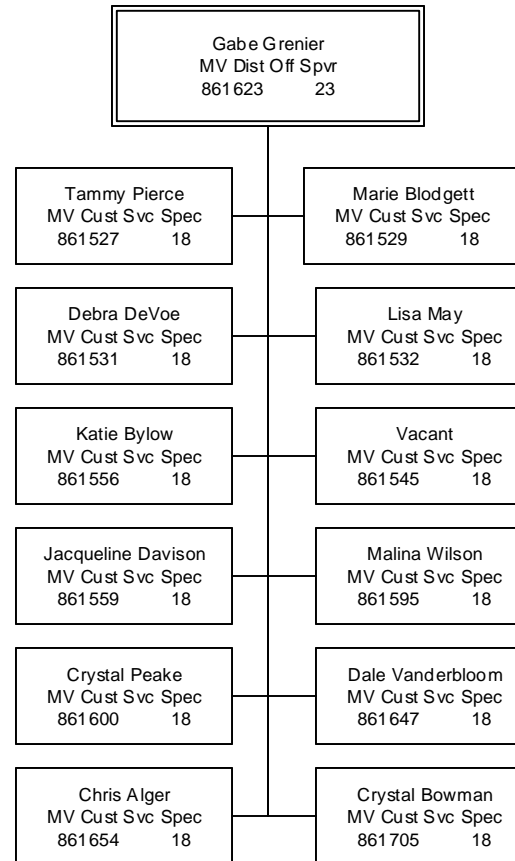 Gabe Grenier
MV Dist Off Spvr
861623 23
Tammy Pierce
MV Cust Svc Spec
861527 18
Marie Blodgett
MV Cust Svc Spec
861529 18
Debra DeVoe
MV Cust Svc Spec
861531 18
Lisa May
MV Cust Svc Spec
861532 18
Katie Bylow
MV Cust Svc Spec
861556 18
Vacant
MV Cust Svc Spec
861545 18
Jacqueline Davison
MV Cust Svc Spec
861559 18
Malina Wilson
MV Cust Svc Spec
861595 18
Crystal Peake
MV Cust Svc Spec
861600 18
Dale Vanderbloom
MV Cust Svc Spec
861647 18
Chris Alger
MV Cust Svc Spec
861654 18
Crystal Bowman
MV Cust Svc Spec
861705 18